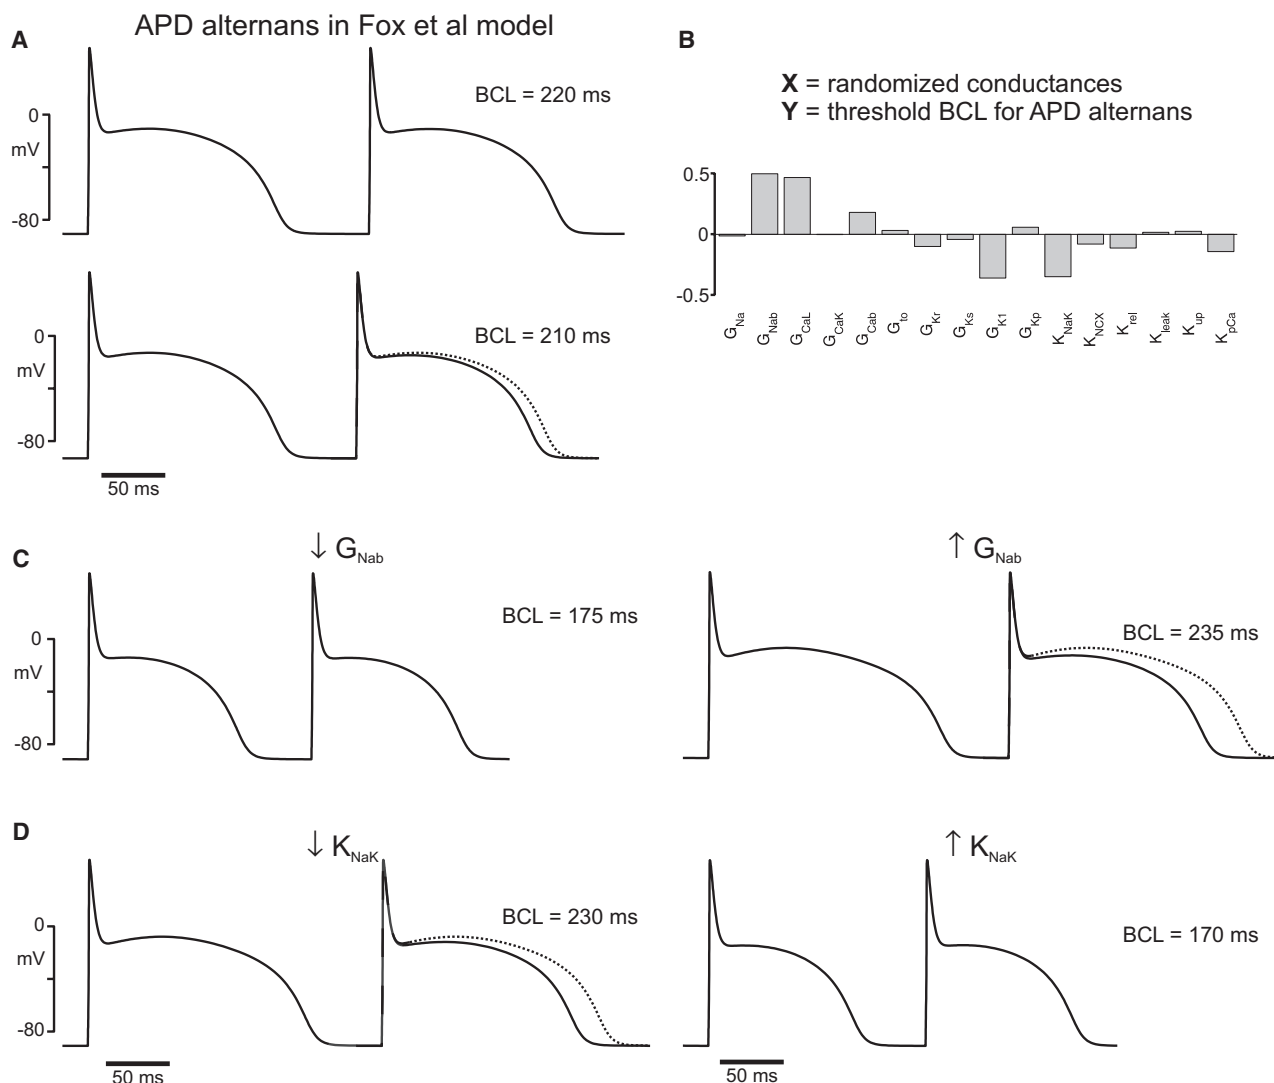 A
APD alternans in Fox et al model
BCL = 220 ms
0
mV
-80
BCL = 210 ms
0
mV
-80
50 ms
B
X = randomized conductances
Y = threshold BCL for APD alternans
0.5
0
-0.5
G_Na
G_Nab
G_CaL
G_CaK
G_Cab
G_to
G_Kr
G_Ks
G_K1
G_Kp
K_NaK
K_NCX
K_rel
K_leak
K_up
K_pCa
C
↓ G_Nab
BCL = 175 ms
0
mV
-80
↑ G_Nab
BCL = 235 ms
D
↓ K_NaK
BCL = 230 ms
0
mV
-80
50 ms
↑ K_NaK
BCL = 170 ms
50 ms